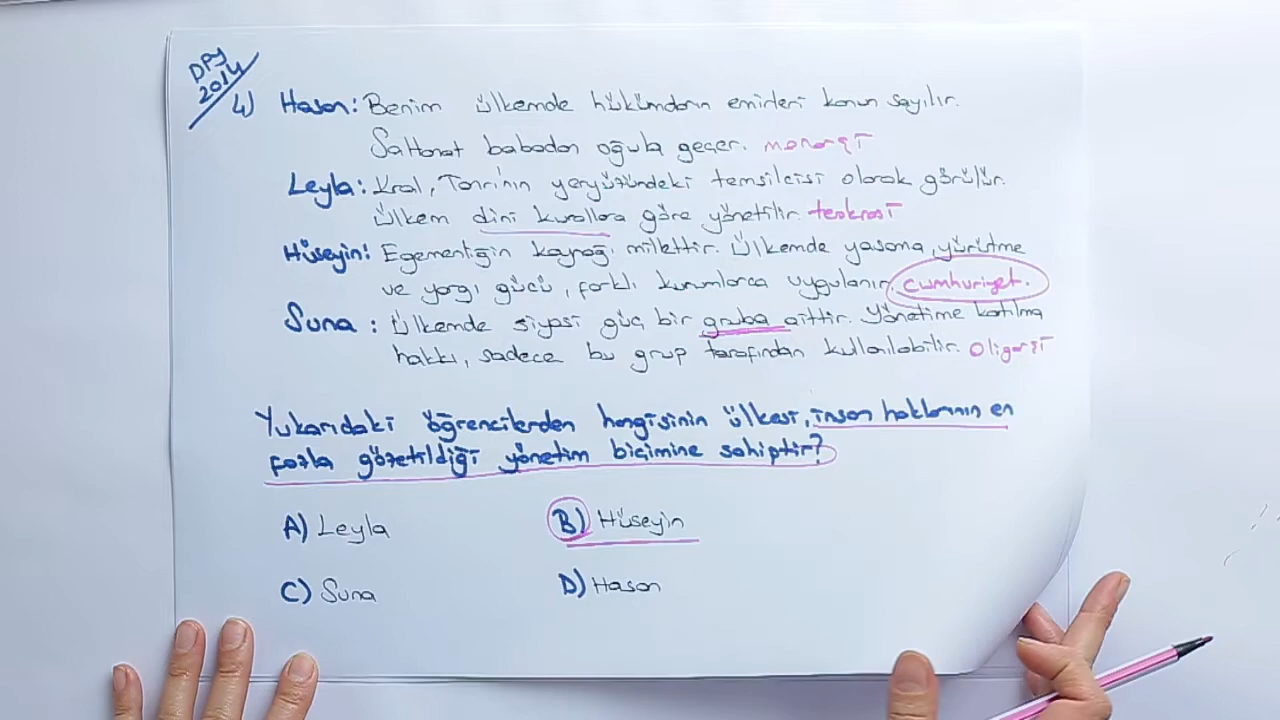 DPY
2014
4) Hasan: Benim ülkemde hükümdarın emirleri kanun sayılır.
Saltanat babadan oğula geçer. monarşi
Leyla: Kral, Tanrı'nın yeryüzündeki temsilcisi olarak görülür.
Ülkem dini kurallara göre yönetilir. teokrasi
Hüseyin: Egemenliğin kaynağı millettir. Ülkemde yasama, yürütme
ve yargı gücü, farklı kurumlarca uygulanır. cumhuriyet.
Suna: Ülkemde siyasi güç bir gruba aittir. Yönetime katılma
hakkı, sadece bu grup tarafından kullanılabilir. Oligarşi
Yukarıdaki öğrencilerden hangisinin ülkesi, insan haklarının en
fazla gözetildiği yönetim biçimine sahiptir?
A) Leyla B) Hüseyin
C) Suna D) Hasan